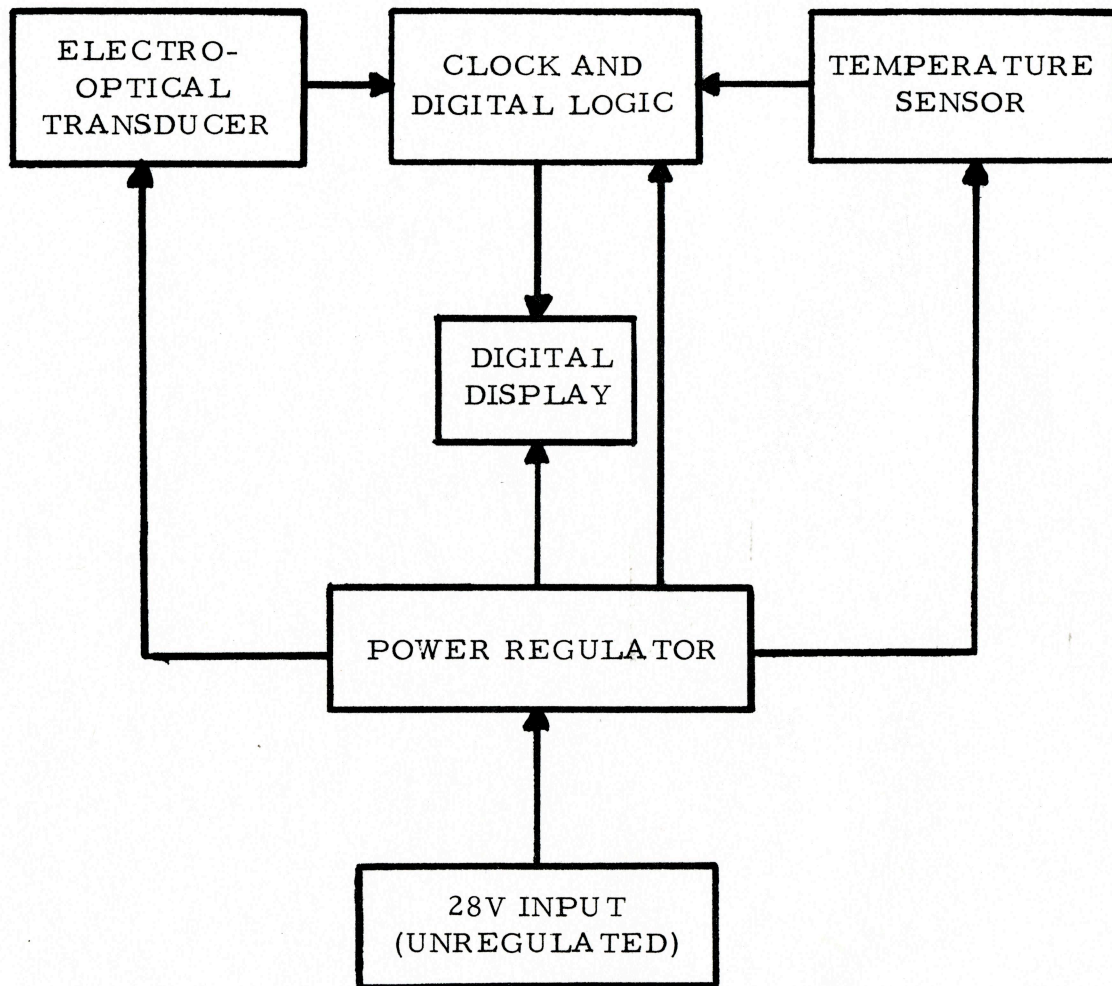 ELECTRO-
OPTICAL
TRANSDUCER
CLOCK AND
DIGITAL LOGIC
TEMPERATURE
SENSOR
DIGITAL
DISPLAY
POWER REGULATOR
28V INPUT
(UNREGULATED)